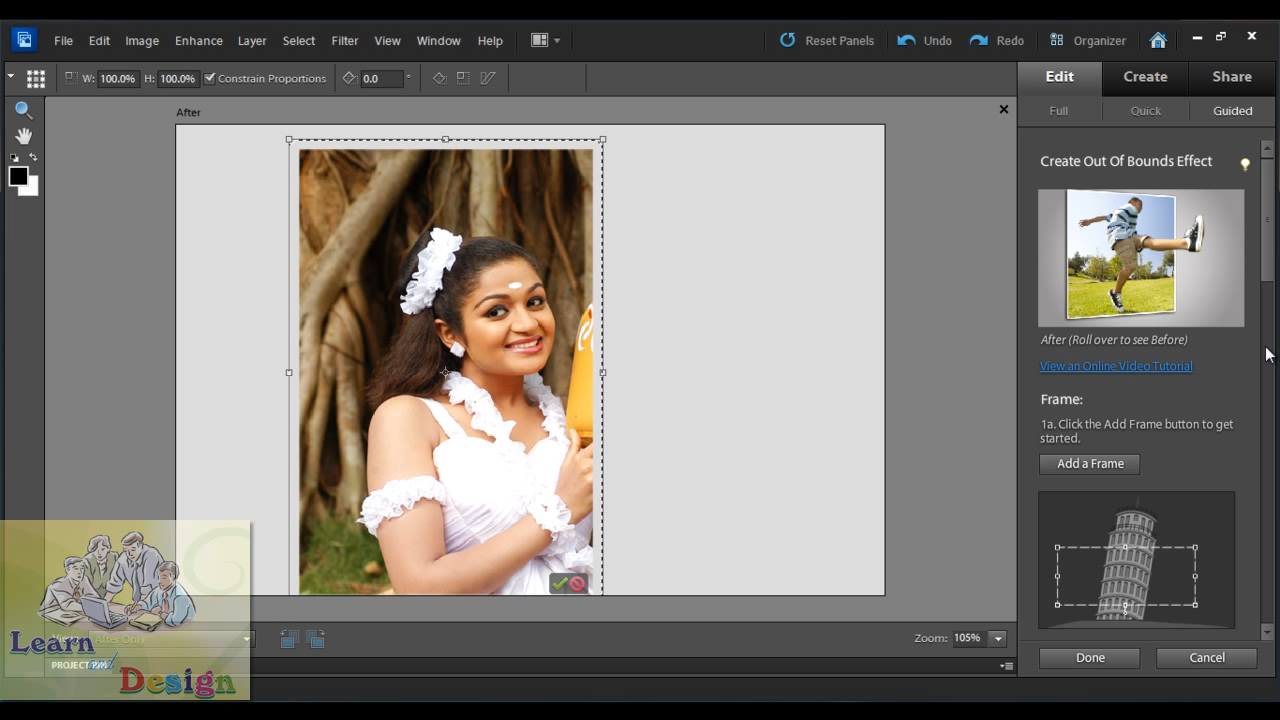 File Edit Image Enhance Layer Select Filter View Window Help Reset Panels Undo Redo Organizer
W: 100.0% H: 100.0% Constrain Proportions 0.0 °
Edit Create Share
After
Full Quick Guided
Create Out Of Bounds Effect
After (Roll over to see Before)
View an Online Video Tutorial
Frame:
1a. Click the Add Frame button to get
started.
Add a Frame
After Only
Zoom: 105%
Done Cancel
Learn
and
Design